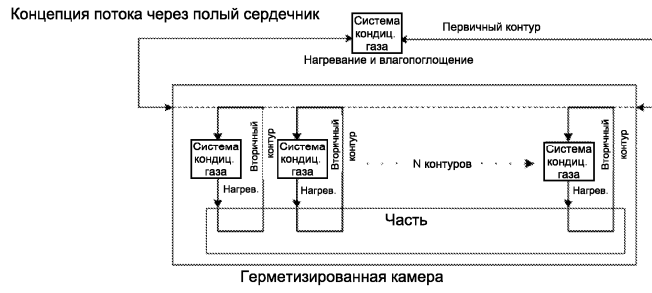 Концепция потока через полый сердечник
Система
кондиц.
газа
Первичный контур
Нагревание и влагопоглощение
Система
кондиц.
газа
Вторичный
контур
Нагрев.
Система
кондиц.
газа
Вторичный
контур
Нагрев.
N контуров
Система
кондиц.
газа
Вторичный
контур
Нагрев.
Часть
Герметизированная камера